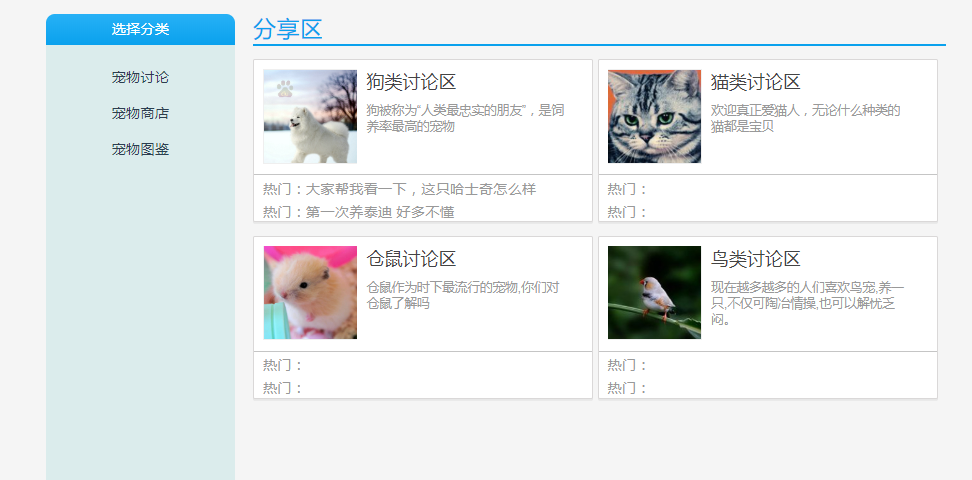 选择分类
宠物讨论
宠物商店
宠物图鉴
分享区
狗类讨论区
狗被称为“人类最忠实的朋友”，是饲
养率最高的宠物
热门：大家帮我看一下，这只哈士奇怎么样
热门：第一次养泰迪 好多不懂
猫类讨论区
欢迎真正爱猫人，无论什么种类的
猫都是宝贝
热门：
热门：
仓鼠讨论区
仓鼠作为时下最流行的宠物,你们对
仓鼠了解吗
热门：
热门：
鸟类讨论区
现在越多越多的人们喜欢鸟宠,养一
只,不仅可陶冶情操,也可以解忧乏
闷。
热门：
热门：